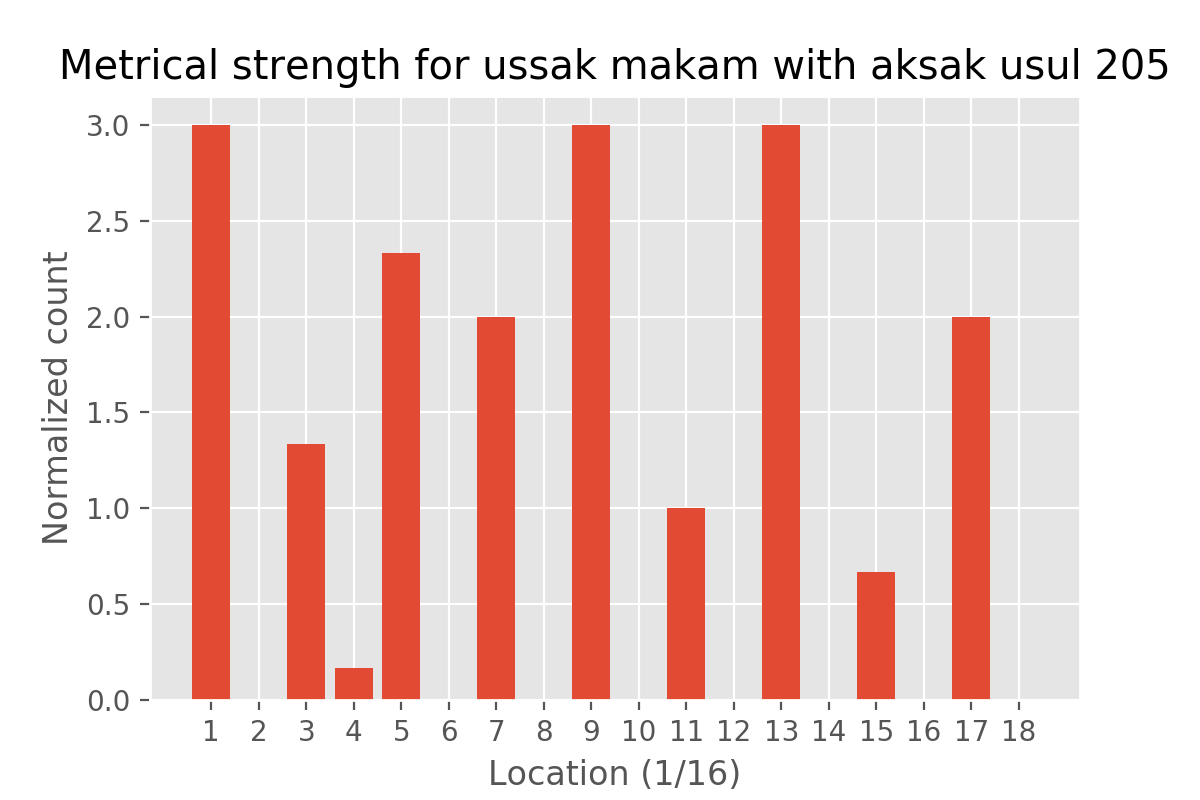 Metrical strength for ussak makam with aksak usul 205
3.0
2.5
2.0
1.5
1.0
0.5
0.0
Normalized count
1 2 3 4 5 6 7 8 9 10 11 12 13 14 15 16 17 18
Location (1/16)